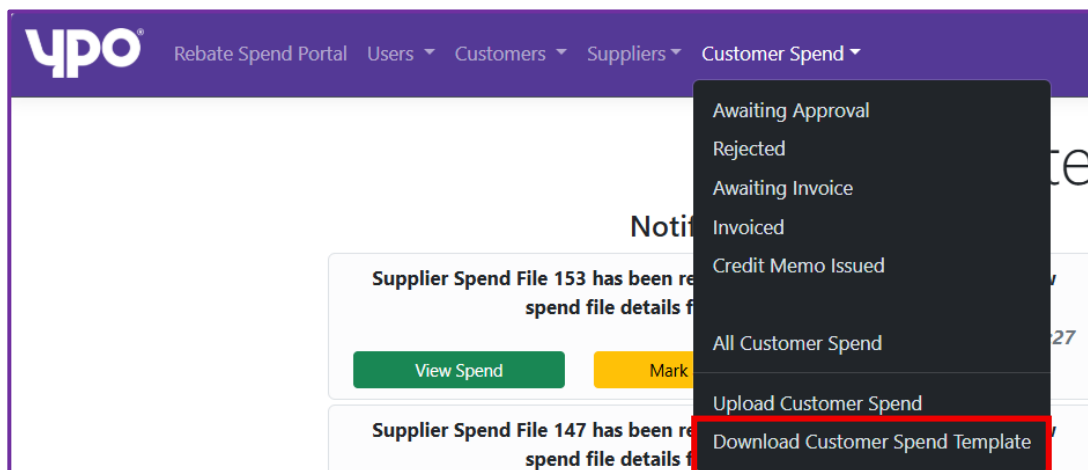 YPO®
Rebate Spend Portal Users Customers Suppliers Customer Spend
Awaiting Approval
Rejected
Awaiting Invoice
Invoiced
Credit Memo Issued
All Customer Spend
Upload Customer Spend
Download Customer Spend Template
Supplier Spend File 153 has been
spend file details
:27
View Spend
Mark
Supplier Spend File 147 has been
spend file details